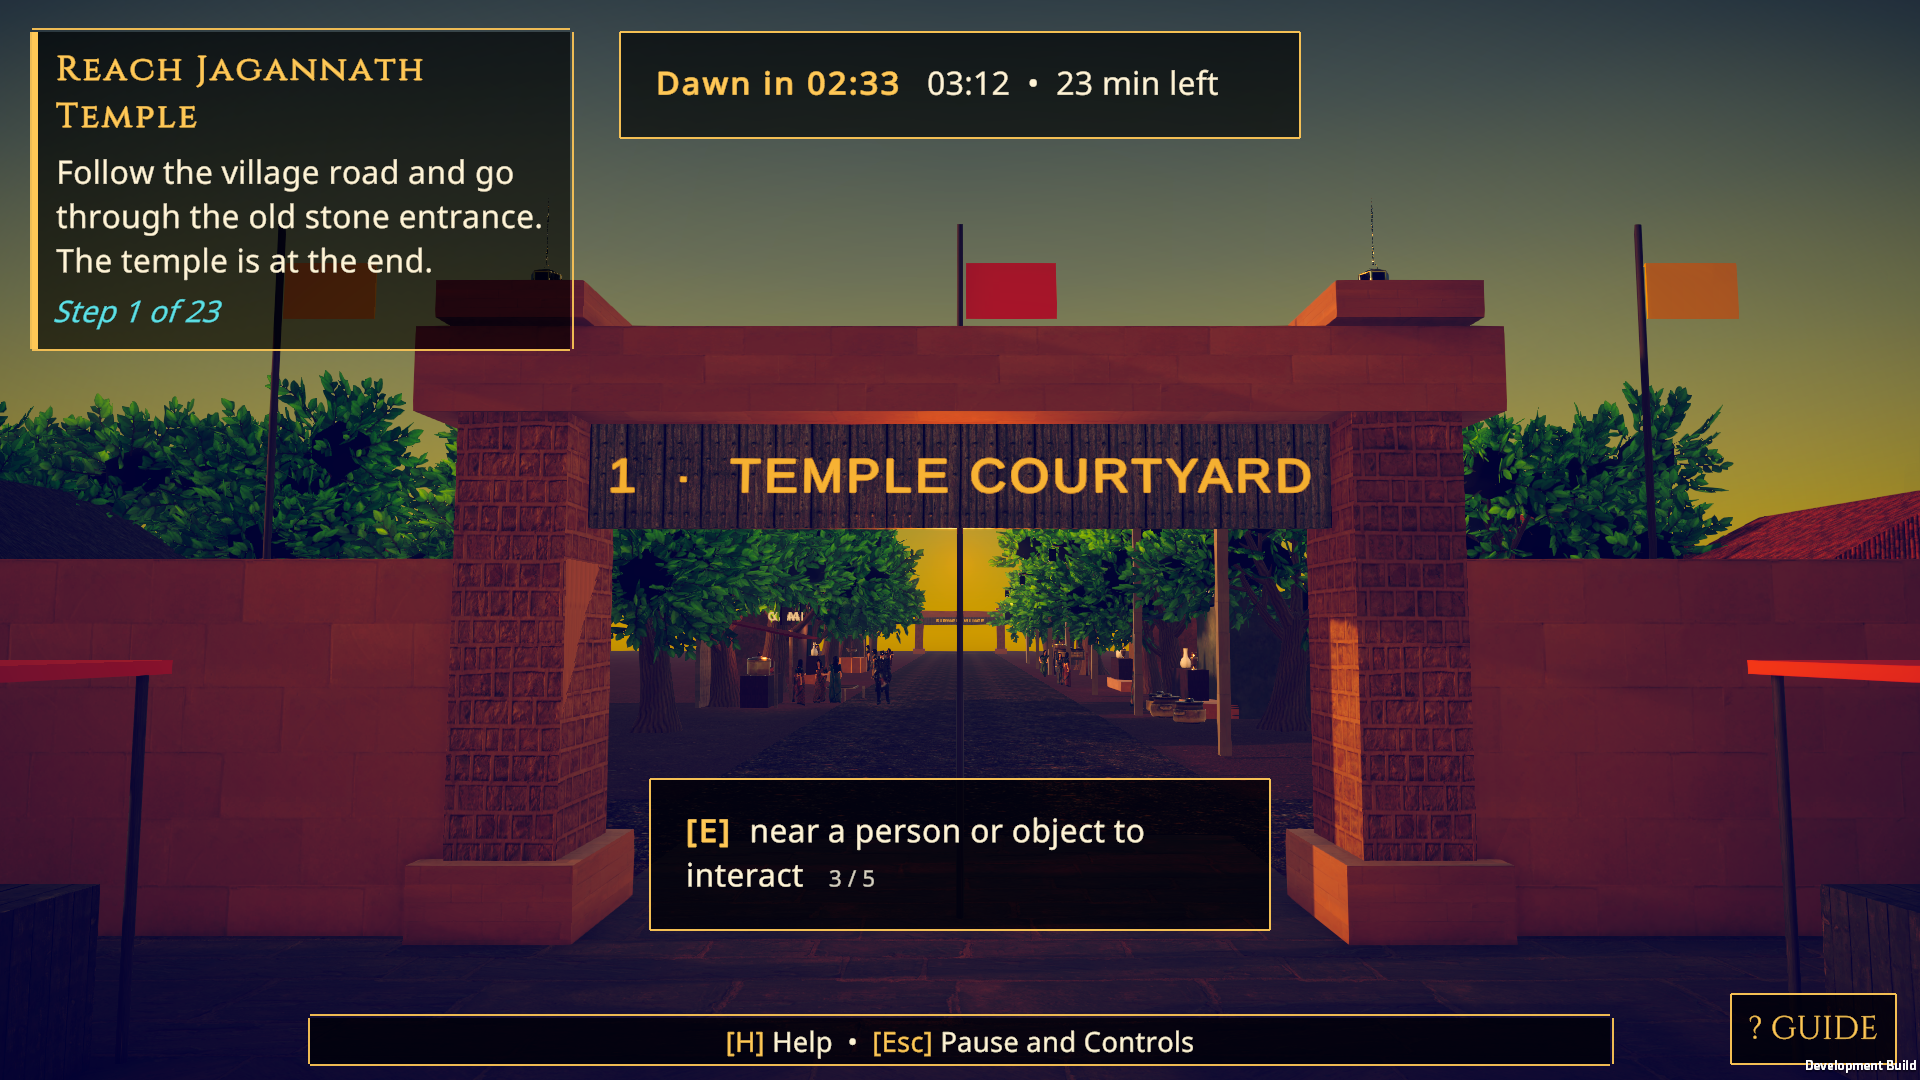 REACH JAGANNATH
TEMPLE
Follow the village road and go
through the old stone entrance.
The temple is at the end.
Step 1 of 23
Dawn in 02:33 03:12 • 23 min left
1 · TEMPLE COURTYARD
[E] near a person or object to
interact 3 / 5
[H] Help • [Esc] Pause and Controls
? GUIDE
Development Build